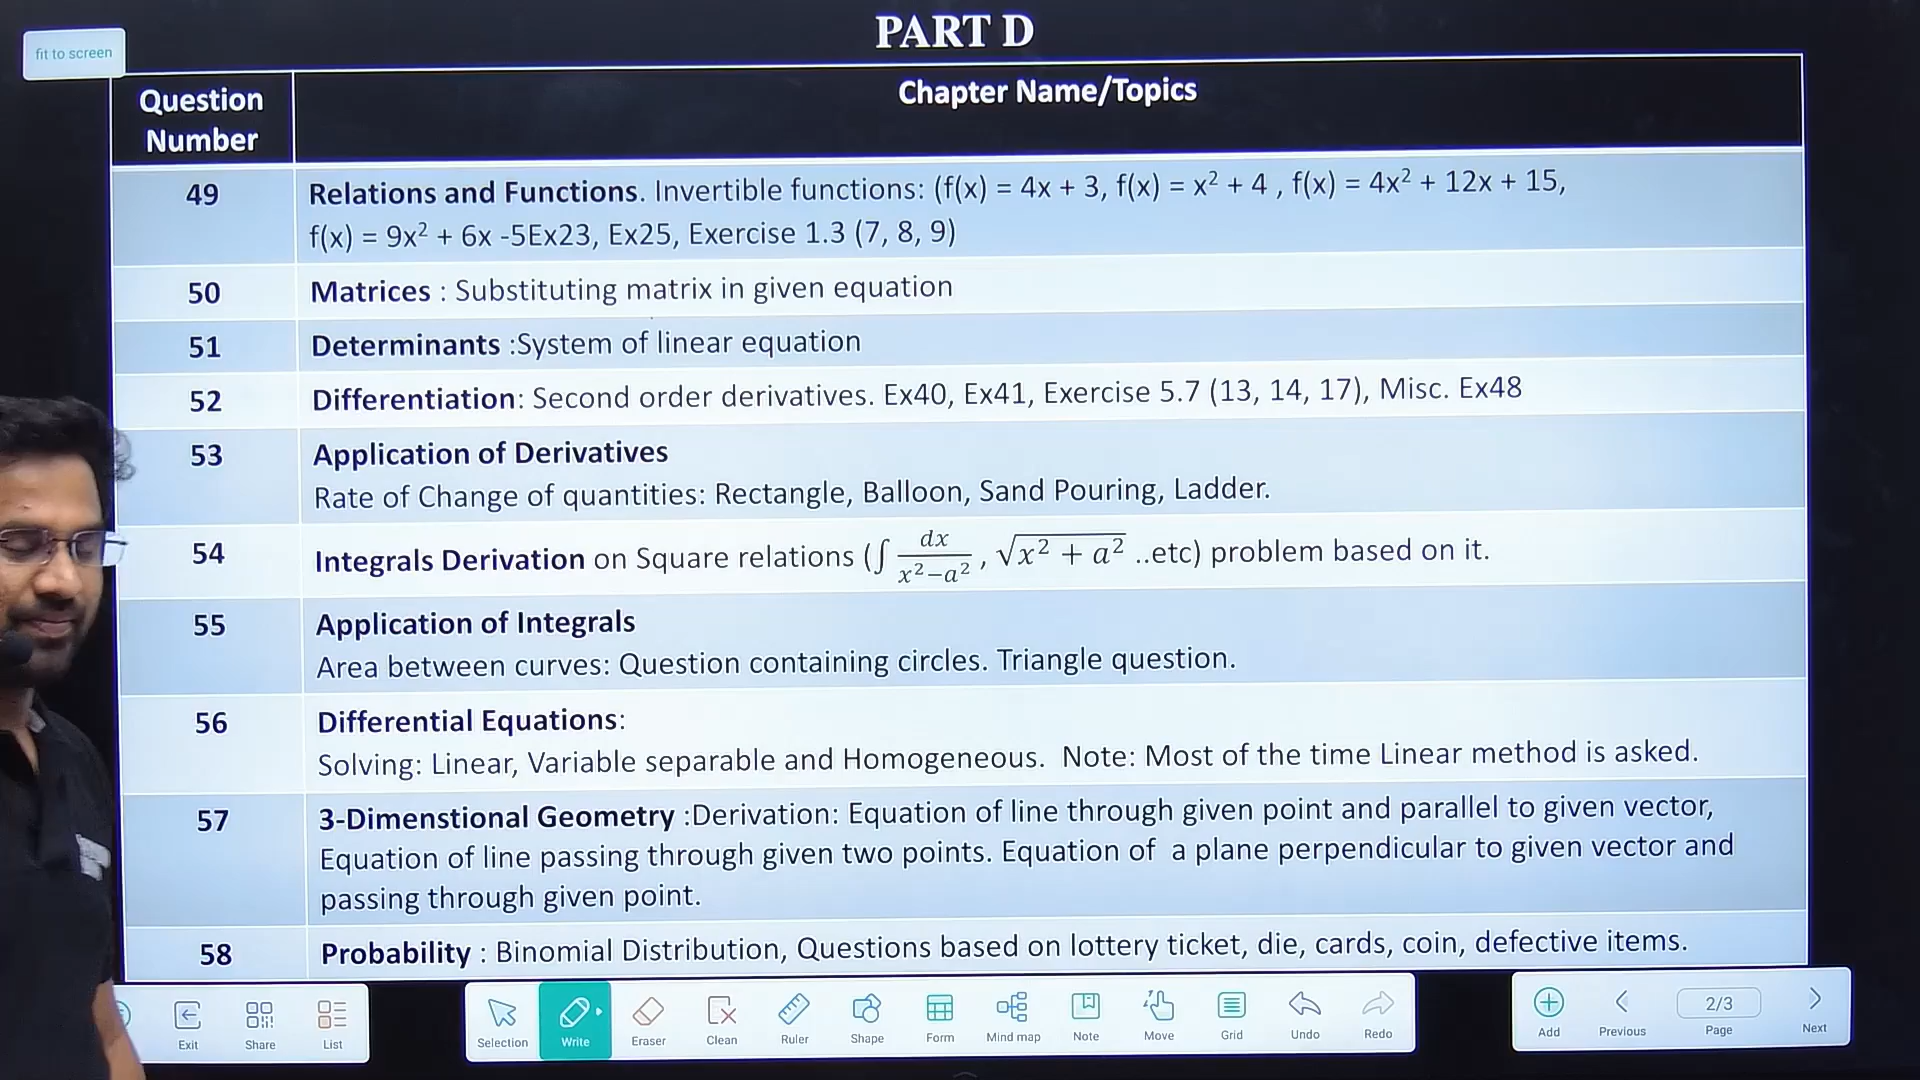 PART D
fit to screen
Question
Number
Chapter Name/Topics
49
Relations and Functions. Invertible functions: (f(x) = 4x + 3, f(x) = x² + 4 , f(x) = 4x² + 12x + 15,
f(x) = 9x² + 6x -5Ex23, Ex25, Exercise 1.3 (7, 8, 9)
50
Matrices : Substituting matrix in given equation
51
Determinants :System of linear equation
52
Differentiation: Second order derivatives. Ex40, Ex41, Exercise 5.7 (13, 14, 17), Misc. Ex48
53
Application of Derivatives
Rate of Change of quantities: Rectangle, Balloon, Sand Pouring, Ladder.
54
Integrals Derivation on Square relations (∫ dx/(x²−a²) , √(x² + a²) ..etc) problem based on it.
55
Application of Integrals
Area between curves: Question containing circles. Triangle question.
56
Differential Equations:
Solving: Linear, Variable separable and Homogeneous. Note: Most of the time Linear method is asked.
57
3-Dimenstional Geometry :Derivation: Equation of line through given point and parallel to given vector,
Equation of line passing through given two points. Equation of a plane perpendicular to given vector and
passing through given point.
58
Probability : Binomial Distribution, Questions based on lottery ticket, die, cards, coin, defective items.
Exit Share List
Selection Write Eraser Clean Ruler Shape Form Mind map Note Move Grid Undo Redo
2/3
Add Previous Page Next